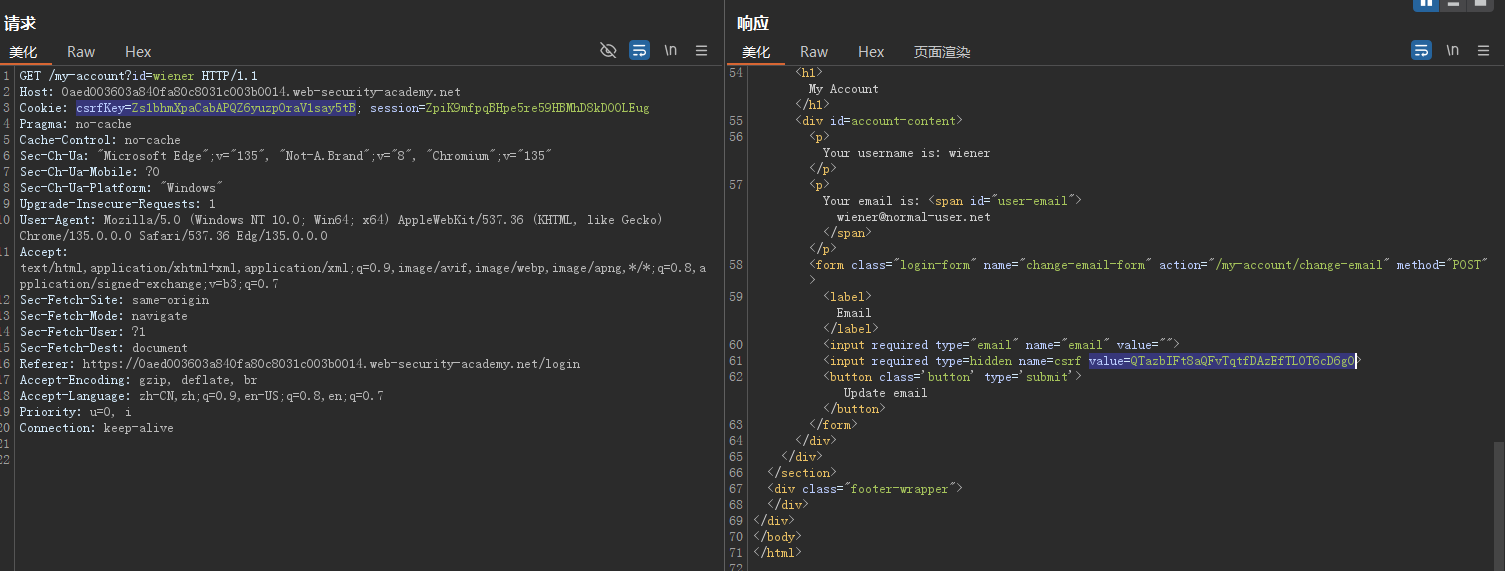 请求
美化 Raw Hex \n
1 GET /my-account?id=wiener HTTP/1.1
2 Host: 0aed003603a840fa80c8031c003b0014.web-security-academy.net
3 Cookie: csrfKey=Zs1bhmXpaCabAPQZ6yuzpOraV1say5tB; session=ZpiK9mfpqBHpe5re59HBMhD8kDOOLEug
4 Pragma: no-cache
5 Cache-Control: no-cache
6 Sec-Ch-Ua: "Microsoft Edge";v="135", "Not-A.Brand";v="8", "Chromium";v="135"
7 Sec-Ch-Ua-Mobile: ?0
8 Sec-Ch-Ua-Platform: "Windows"
9 Upgrade-Insecure-Requests: 1
10 User-Agent: Mozilla/5.0 (Windows NT 10.0; Win64; x64) AppleWebKit/537.36 (KHTML, like Gecko)
Chrome/135.0.0.0 Safari/537.36 Edg/135.0.0.0
11 Accept:
text/html,application/xhtml+xml,application/xml;q=0.9,image/avif,image/webp,image/apng,*/*;q=0.8,a
pplication/signed-exchange;v=b3;q=0.7
12 Sec-Fetch-Site: same-origin
13 Sec-Fetch-Mode: navigate
14 Sec-Fetch-User: ?1
15 Sec-Fetch-Dest: document
16 Referer: https://0aed003603a840fa80c8031c003b0014.web-security-academy.net/login
17 Accept-Encoding: gzip, deflate, br
18 Accept-Language: zh-CN,zh;q=0.9,en-US;q=0.8,en;q=0.7
19 Priority: u=0, i
20 Connection: keep-alive
21
22
响应
美化 Raw Hex 页面渲染 \n
54 <h1>
My Account
</h1>
55 <div id=account-content>
56 <p>
Your username is: wiener
</p>
57 <p>
Your email is: <span id="user-email">
wiener@normal-user.net
</span>
</p>
58 <form class="login-form" name="change-email-form" action="/my-account/change-email" method="POST"
>
59 <label>
Email
</label>
60 <input required type="email" name="email" value="">
61 <input required type=hidden name=csrf value=QTazbIFt8aQFvTqtfDAzEfTLOT6cD6gO>
62 <button class='button' type='submit'>
Update email
</button>
63 </form>
64 </div>
65 </div>
66 </section>
67 <div class="footer-wrapper">
68 </div>
69 </div>
70 </body>
71 </html>
72